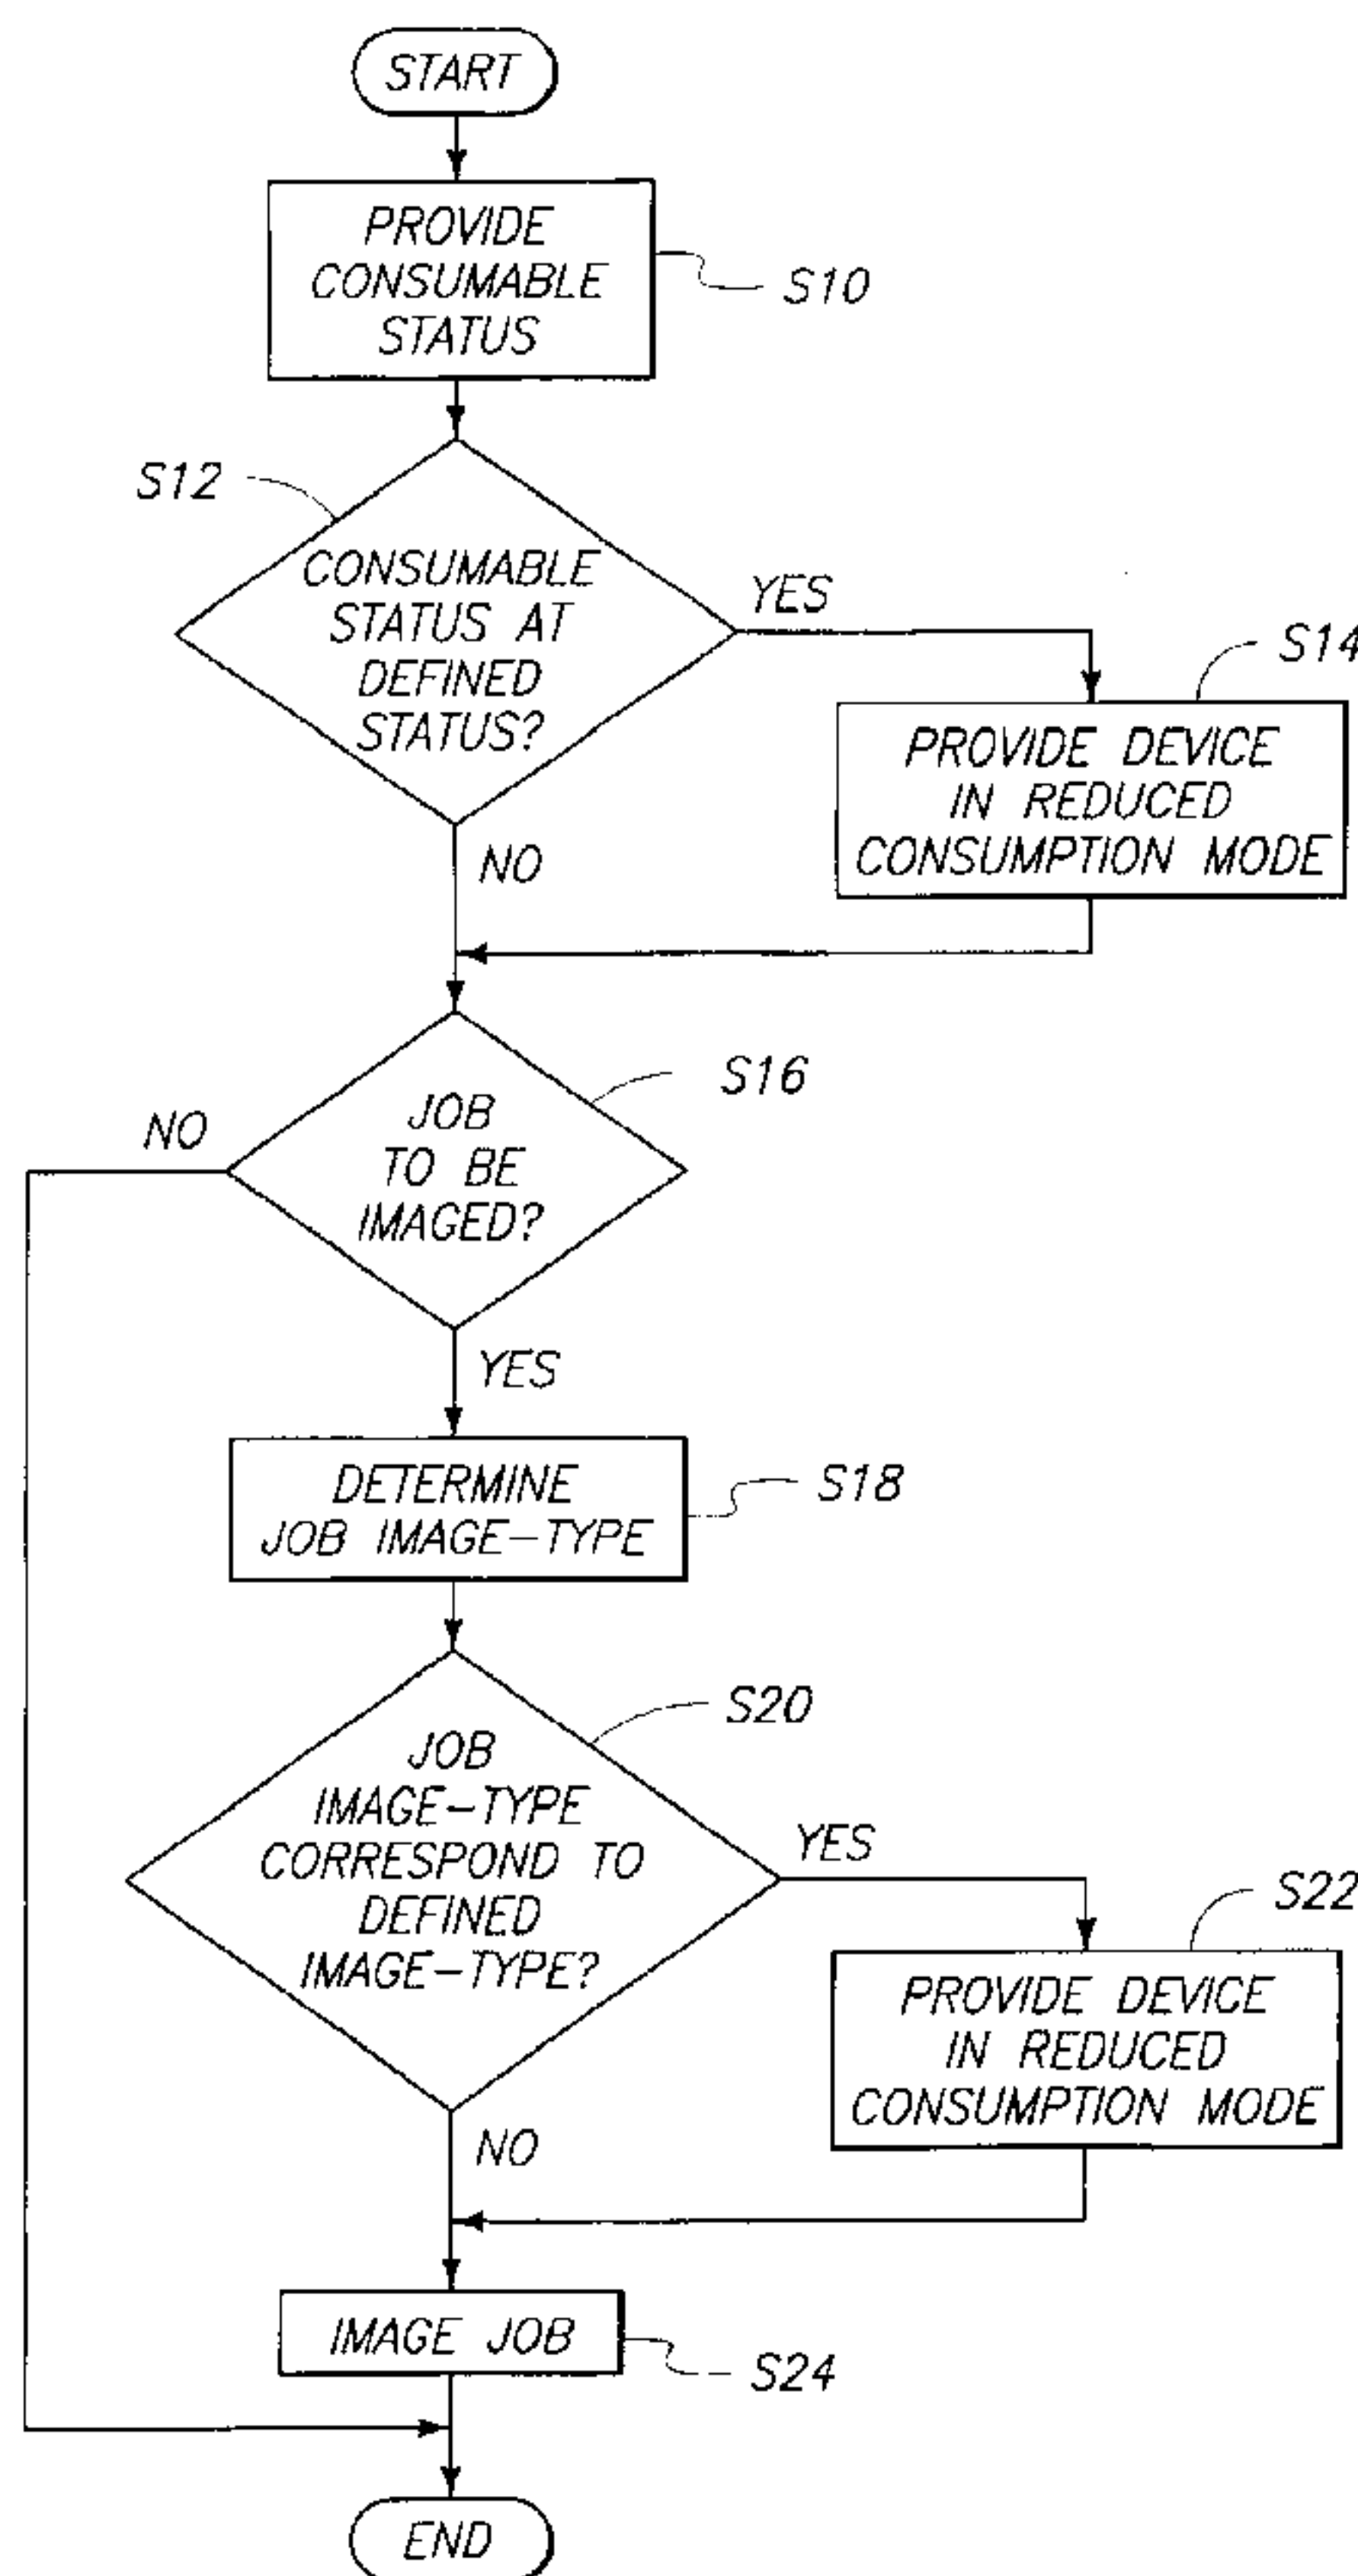 START
PROVIDE
CONSUMABLE
STATUS
S10
S12
CONSUMABLE
STATUS AT
DEFINED
STATUS?
YES
S14
PROVIDE DEVICE
IN REDUCED
CONSUMPTION MODE
NO
S16
JOB
TO BE
IMAGED?
NO
YES
DETERMINE
JOB IMAGE-TYPE
S18
S20
JOB
IMAGE-TYPE
CORRESPOND TO
DEFINED
IMAGE-TYPE?
YES
S22
PROVIDE DEVICE
IN REDUCED
CONSUMPTION MODE
NO
IMAGE JOB
S24
END